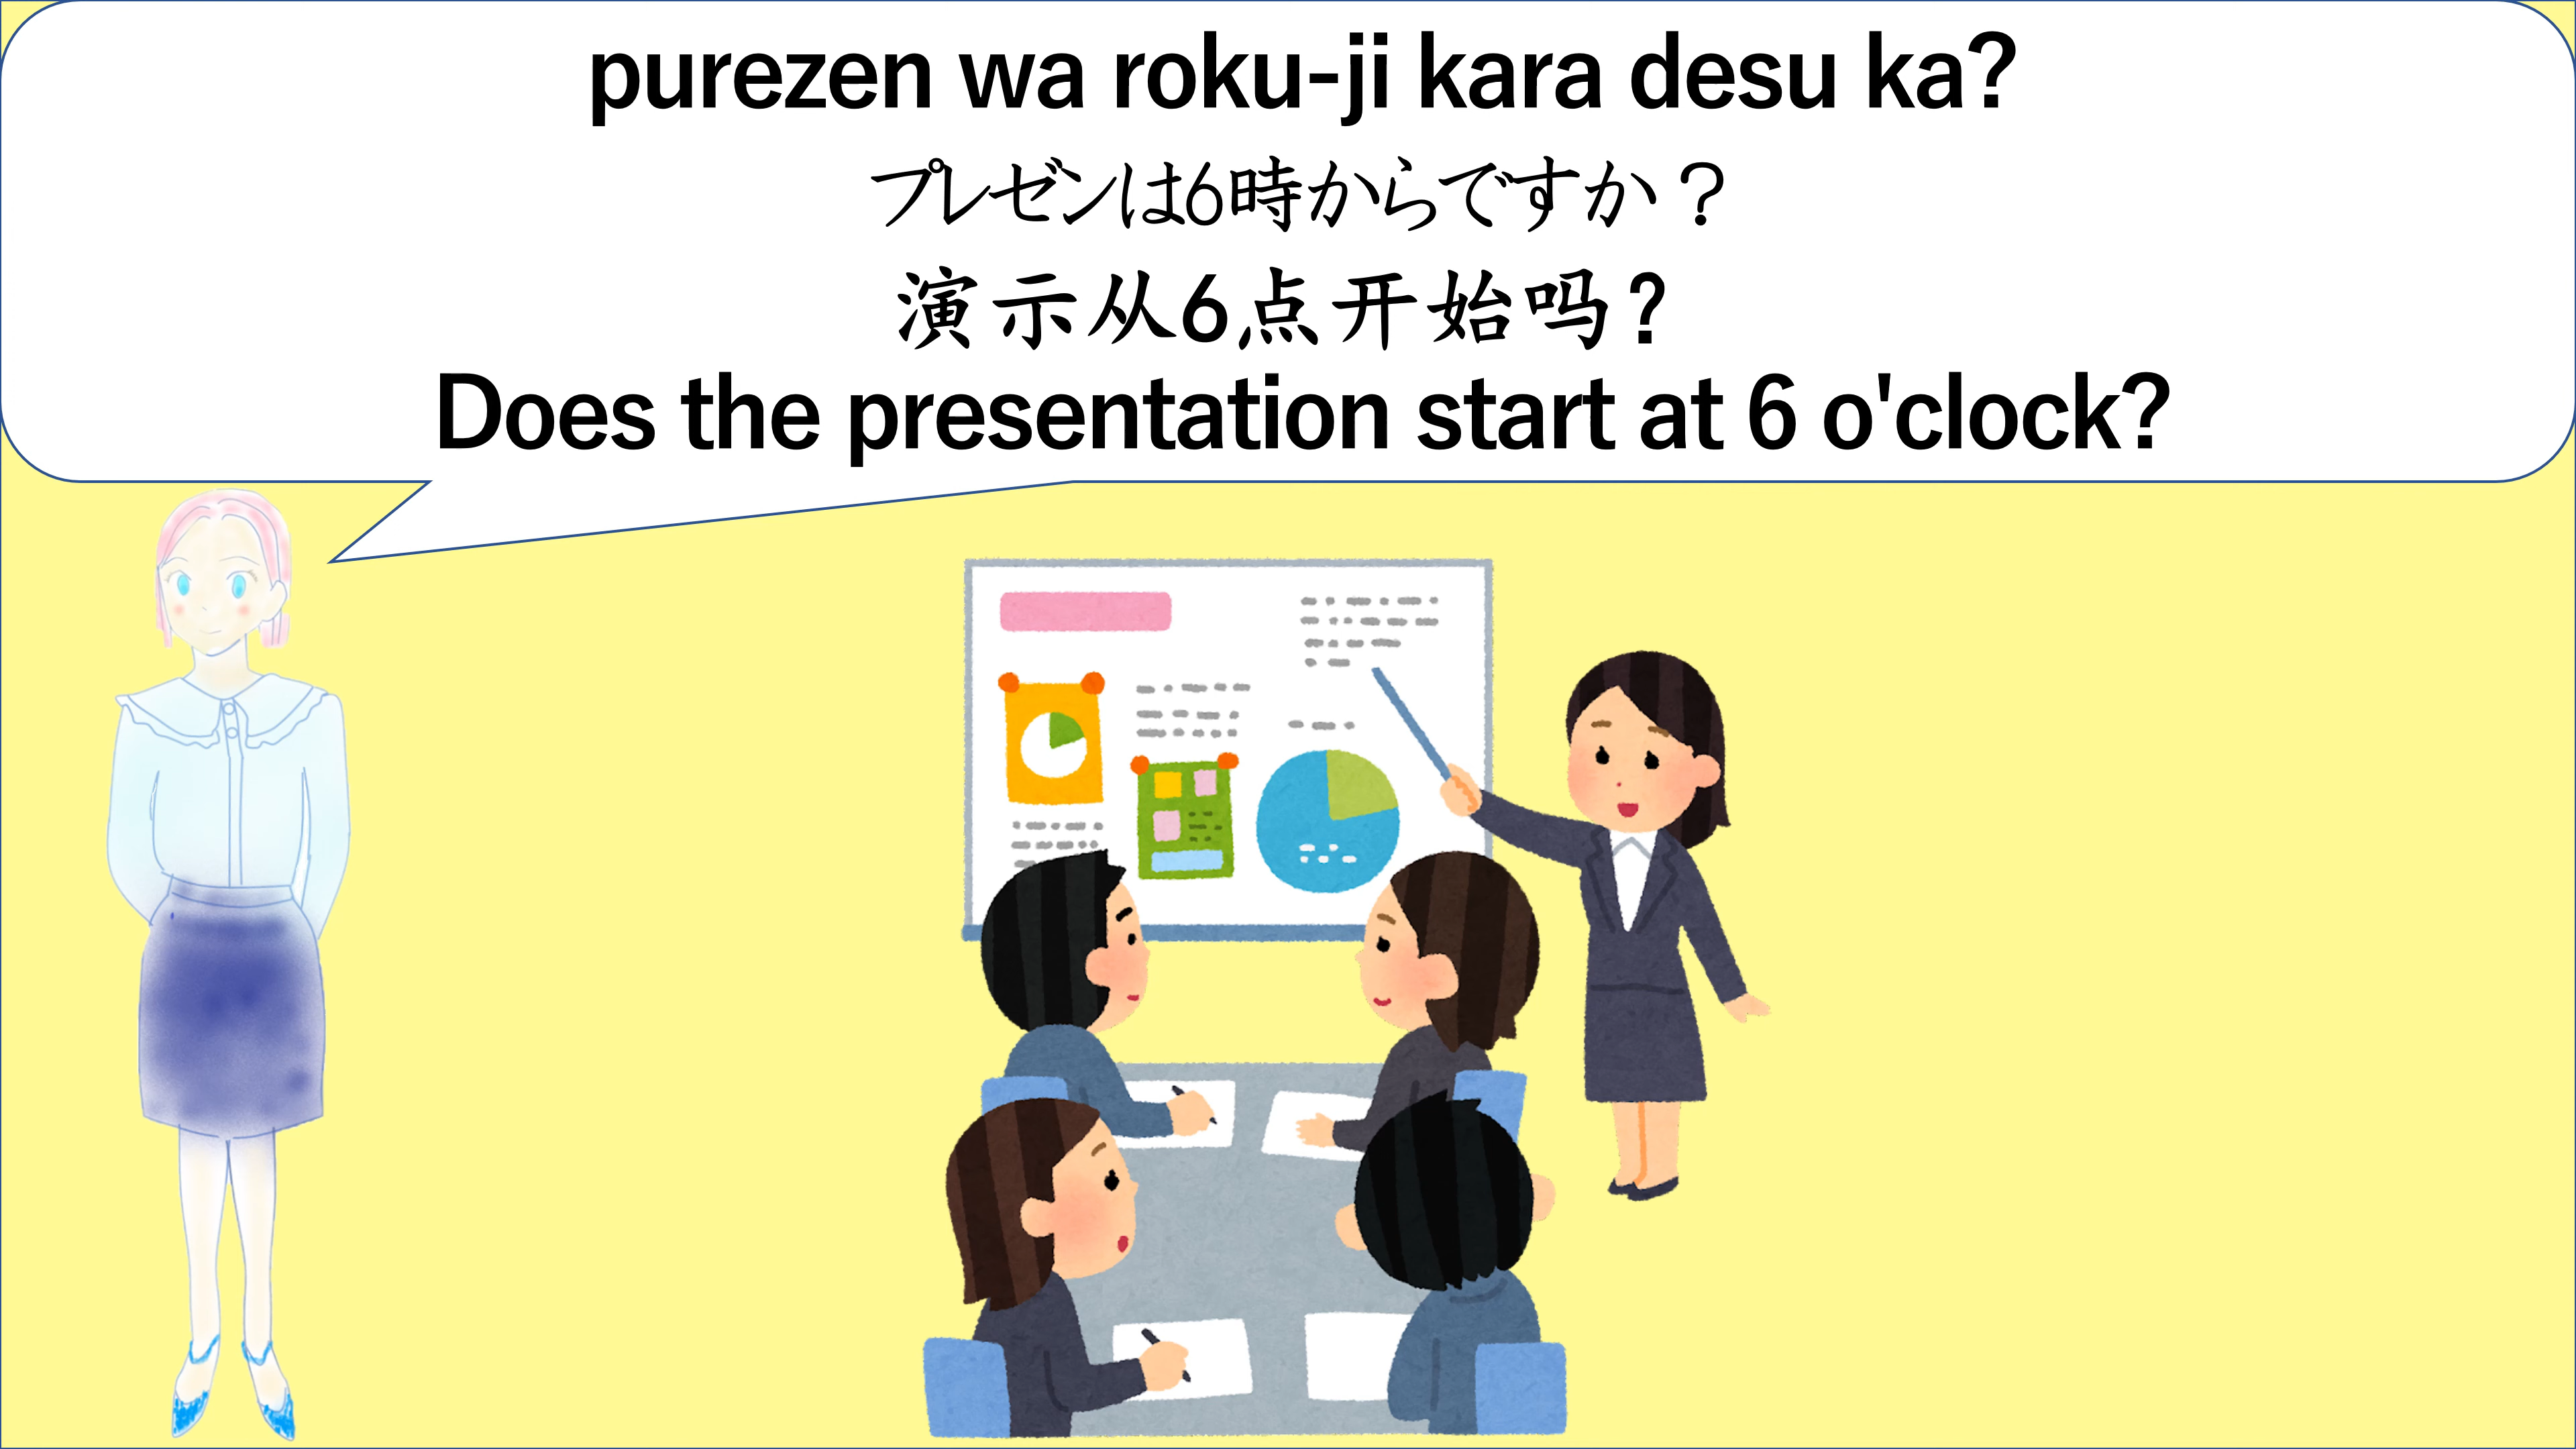 purezen wa roku-ji kara desu ka?
プレゼンは6時からですか？
演示从6点开始吗？
Does the presentation start at 6 o'clock?